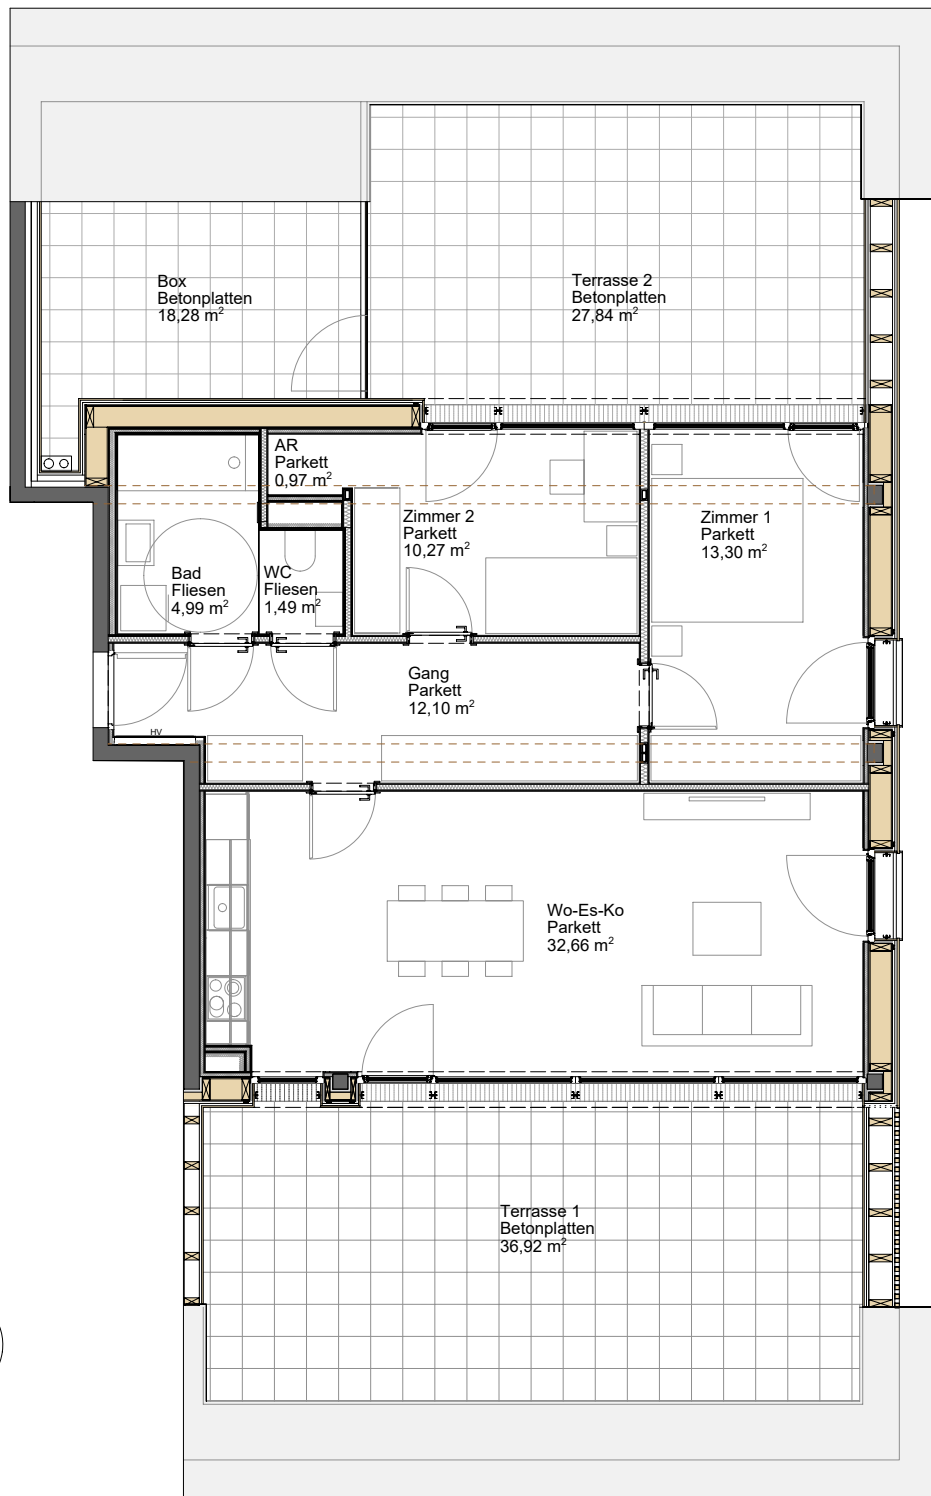 Box
Betonplatten
18,28 m²
Terrasse 2
Betonplatten
27,84 m²
AR
Parkett
0,97 m²
Zimmer 2
Parkett
10,27 m²
Zimmer 1
Parkett
13,30 m²
Bad
Fliesen
4,99 m²
WC
Fliesen
1,49 m²
Gang
Parkett
12,10 m²
HV
Wo-Es-Ko
Parkett
32,66 m²
Terrasse 1
Betonplatten
36,92 m²